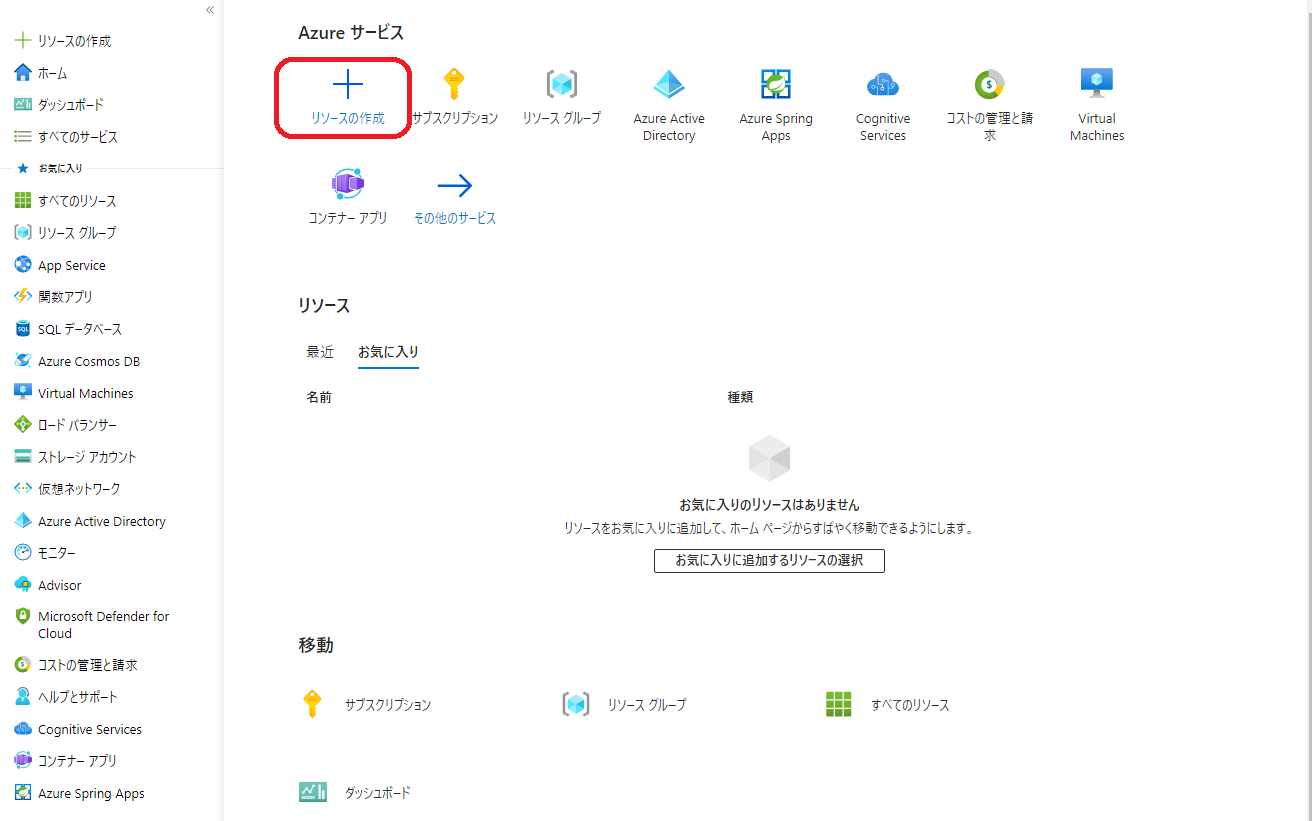 «
リソースの作成
ホーム
ダッシュボード
すべてのサービス
お気に入り
すべてのリソース
リソース グループ
App Service
関数アプリ
SQL データベース
Azure Cosmos DB
Virtual Machines
ロード バランサー
ストレージ アカウント
仮想ネットワーク
Azure Active Directory
モニター
Advisor
Microsoft Defender for
Cloud
コストの管理と請求
ヘルプとサポート
Cognitive Services
コンテナー アプリ
Azure Spring Apps
Azure サービス
リソースの作成
サブスクリプション
リソース グループ
Azure Active
Directory
Azure Spring
Apps
Cognitive
Services
コストの管理と請
求
Virtual
Machines
コンテナー アプリ
その他のサービス
リソース
最近 お気に入り
名前 種類
お気に入りのリソースはありません
リソースをお気に入りに追加して、ホーム ページからすばやく移動できるようにします。
お気に入りに追加するリソースの選択
移動
サブスクリプション リソース グループ すべてのリソース
ダッシュボード